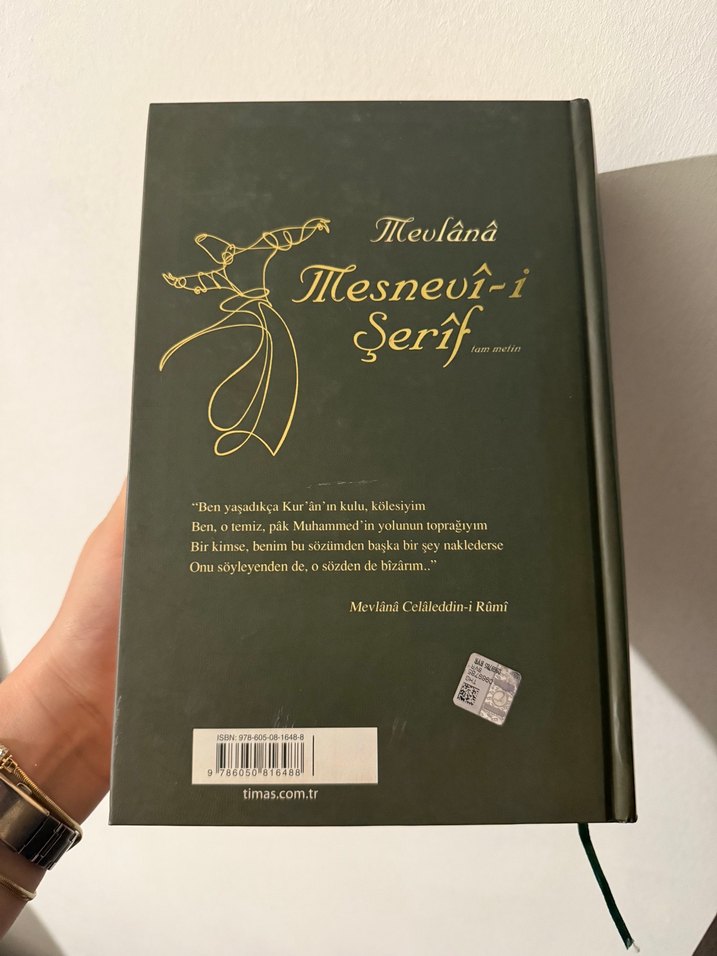 Mevlânâ
Mesnevî-i
Şerîf
tam metin
“Ben yaşadıkça Kur’ân’ın kulu, kölesiyim
Ben, o temiz, pâk Muhammed’in yolunun toprağıyım
Bir kimse, benim bu sözümden başka bir şey naklederse
Onu söyleyenden de, o sözden de bîzârım..”
Mevlânâ Celâleddin-i Rûmî
ISBN: 978-605-08-1648-8
9 786050 816488
timas.com.tr